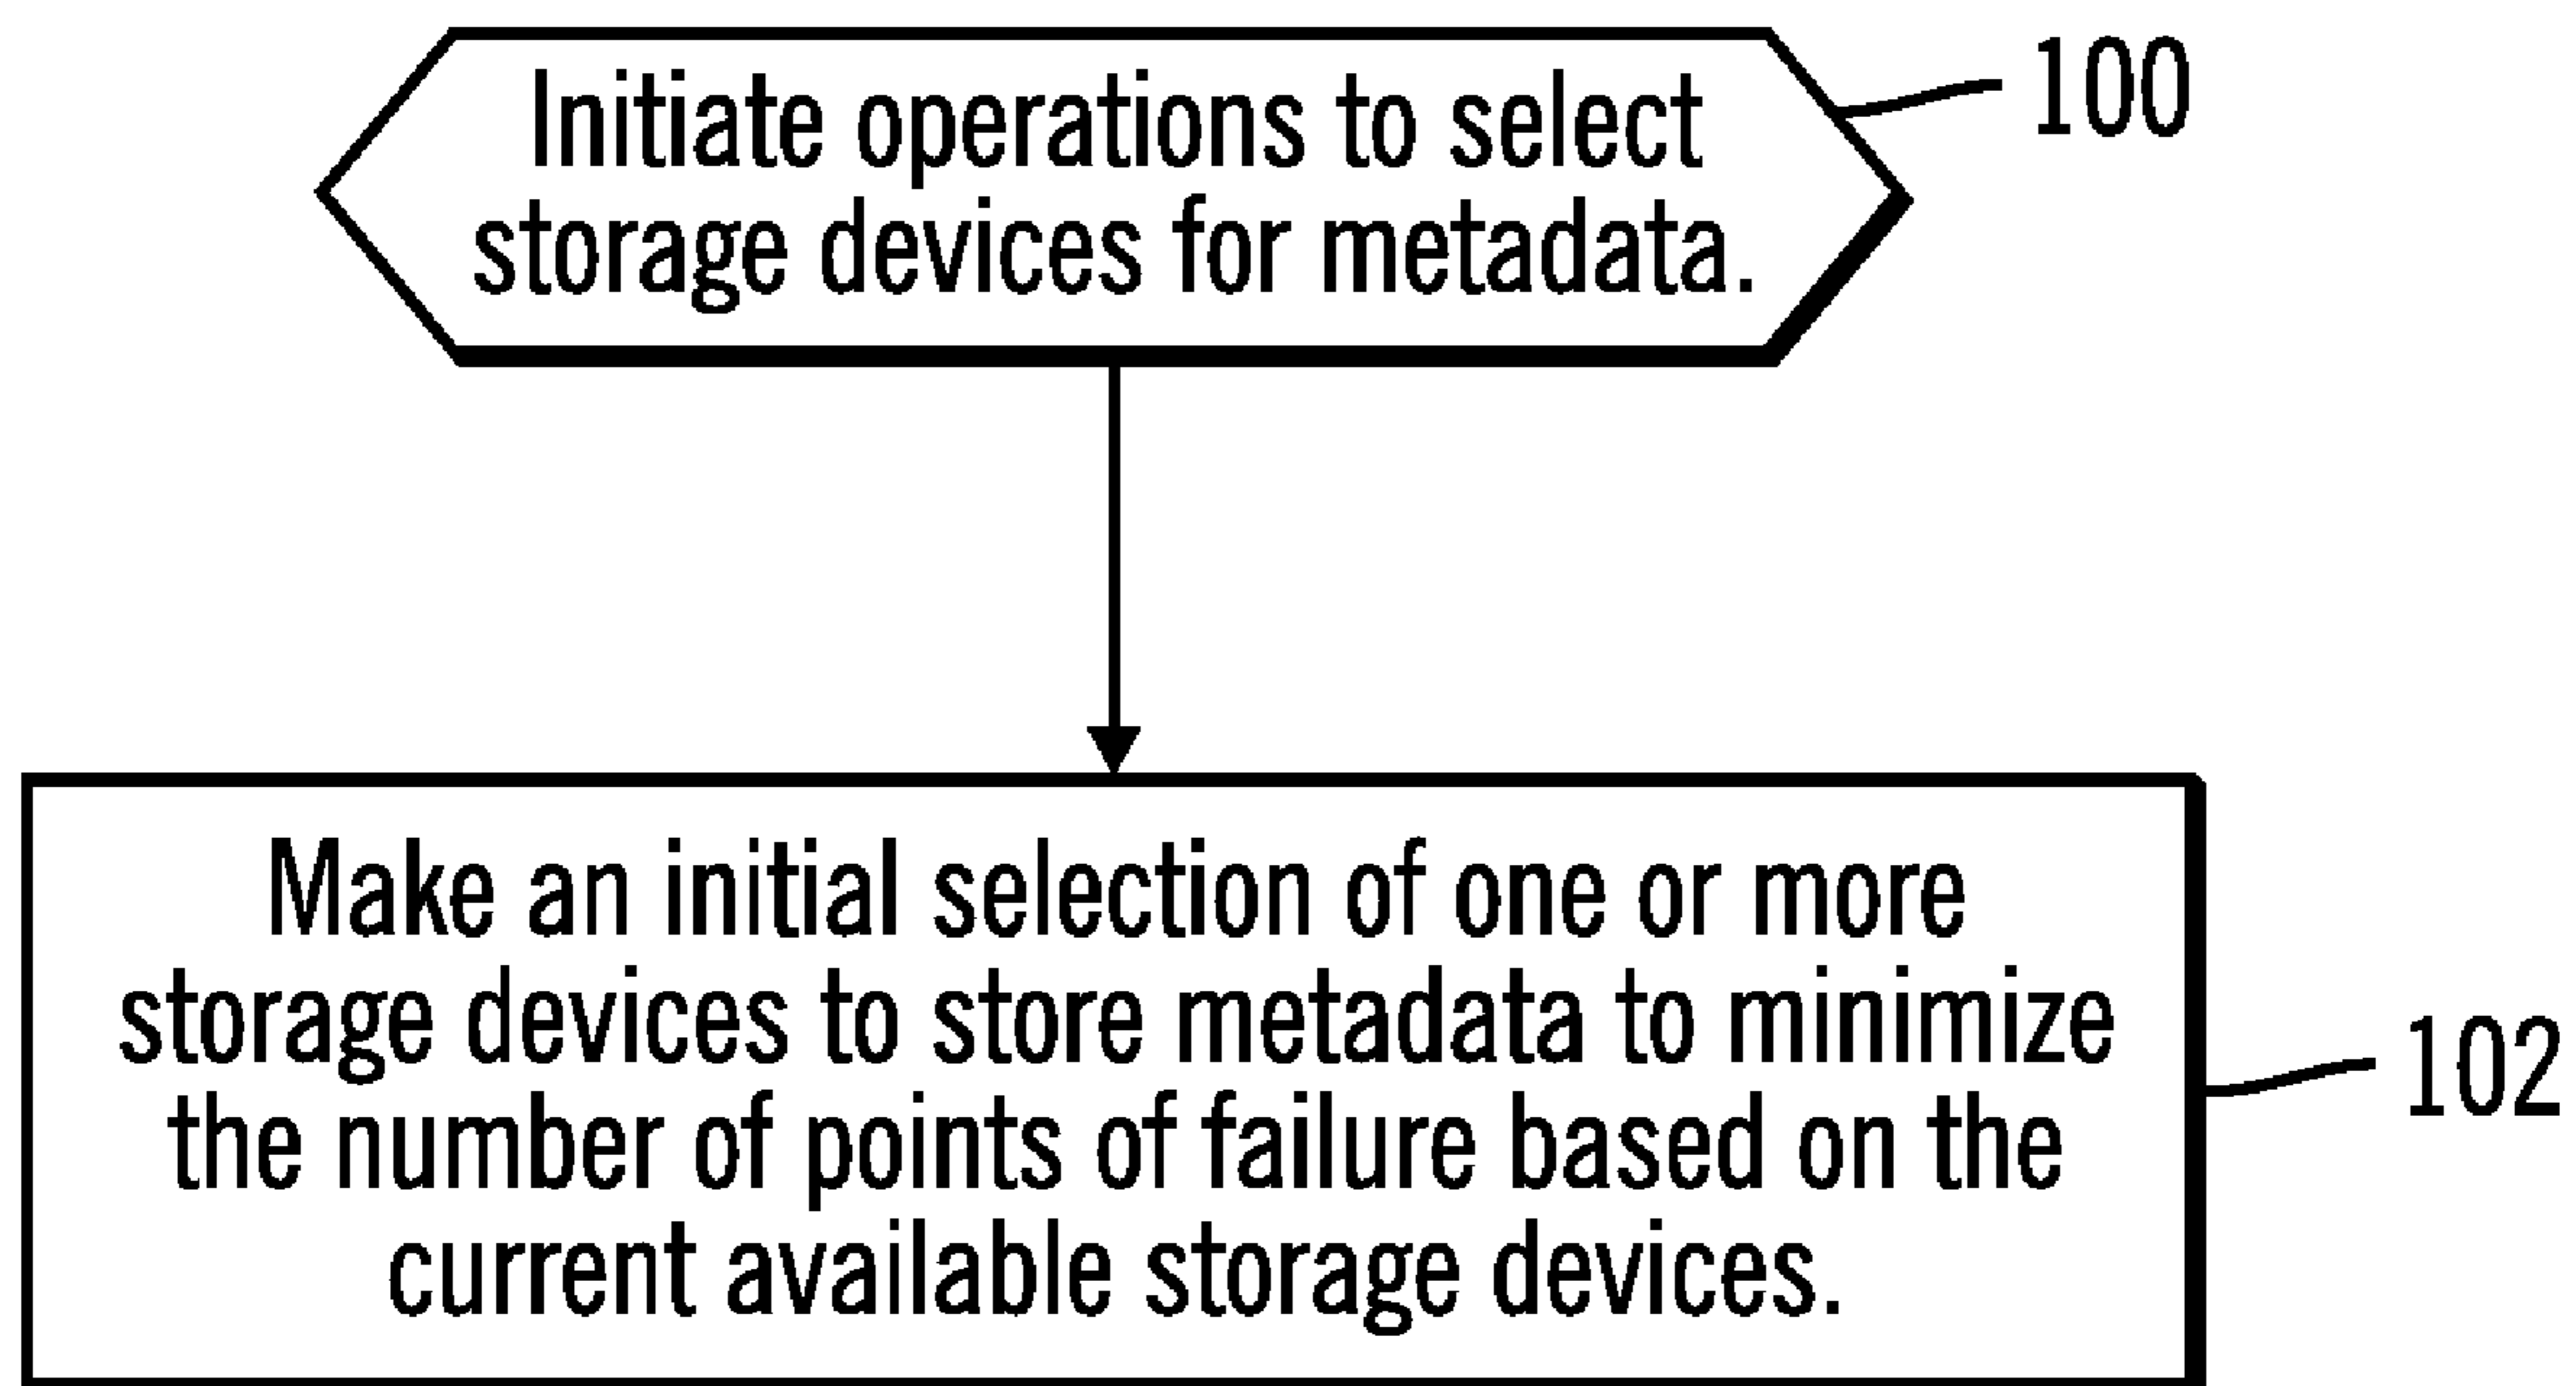 Initiate operations to select
storage devices for metadata.
100
Make an initial selection of one or more
storage devices to store metadata to minimize
the number of points of failure based on the
current available storage devices.
102